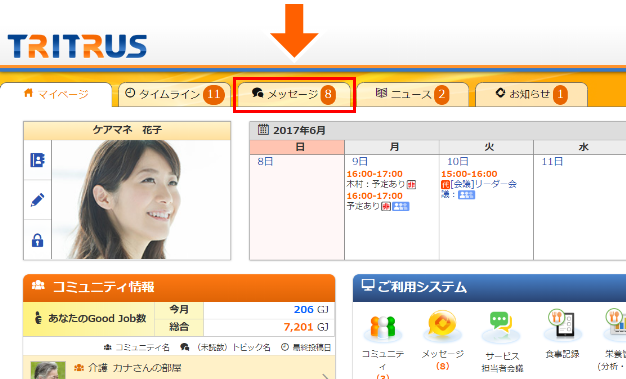 TRITRUS
マイページ
タイムライン 11
メッセージ 8
ニュース 2
お知らせ 1
ケアマネ 花子
2017年6月
日 月 火 水
8日 9日 10日 11日
16:00-17:00
木村：予定あり
16:00-17:00
予定あり
15:00-16:00
[会議]リーダー会
議：
コミュニティ情報
あなたのGood Job数
今月 206 GJ
総合 7,201 GJ
コミュニティ名 （未読数）トピック名 最終投稿日
介護 カナさんの部屋
ご利用システム
コミュニテ
ィ
メッセージ
（8）
サービス
担当者会議
食事記録
栄養
(分析・